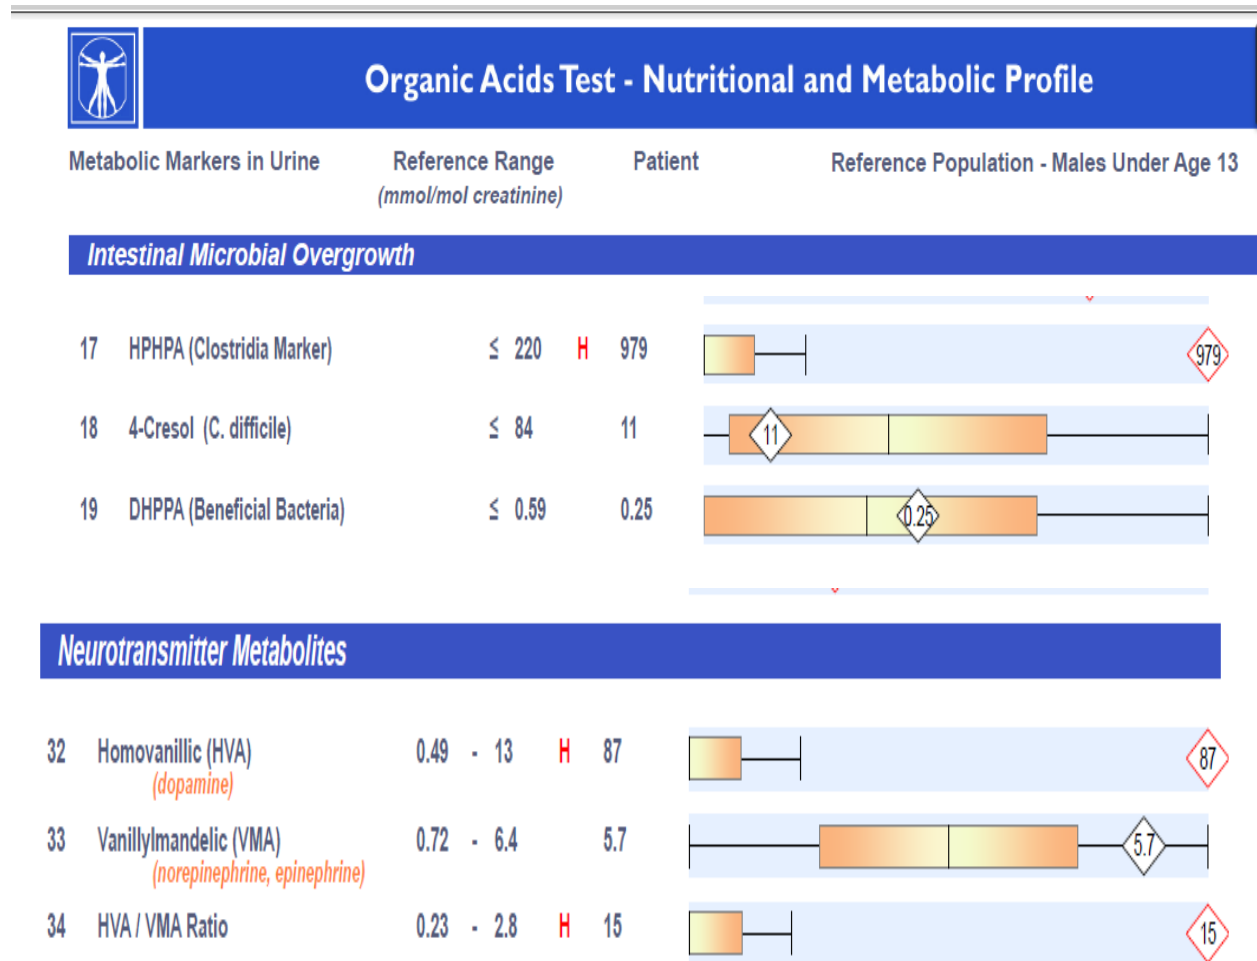 Organic Acids Test - Nutritional and Metabolic Profile
Metabolic Markers in Urine Reference Range Patient Reference Population - Males Under Age 13
(mmol/mol creatinine)
Intestinal Microbial Overgrowth
17 HPHPA (Clostridia Marker) ≤ 220 H 979 979
18 4-Cresol (C. difficile) ≤ 84 11 11
19 DHPPA (Beneficial Bacteria) ≤ 0.59 0.25 0.25
Neurotransmitter Metabolites
32 Homovanillic (HVA) 0.49 - 13 H 87 87
(dopamine)
33 Vanillylmandelic (VMA) 0.72 - 6.4 5.7 5.7
(norepinephrine, epinephrine)
34 HVA / VMA Ratio 0.23 - 2.8 H 15 15